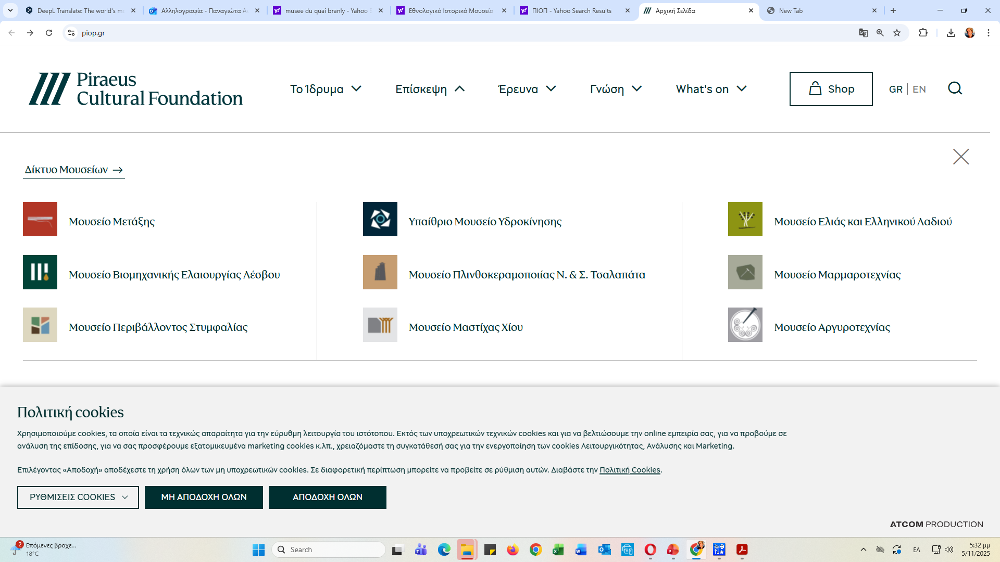 DeepL Translate: The world's m
Αλληλογραφία - Παναγιώτα Αν
musee du quai branly - Yahoo S
Εθνολογικό Ιστορικό Μουσείο
ΠΙΟΠ - Yahoo Search Results
Αρχική Σελίδα
New Tab
piop.gr
Piraeus
Cultural Foundation
Το Ίδρυμα
Επίσκεψη
Έρευνα
Γνώση
What's on
Shop
GR | EN
Δίκτυο Μουσείων →
Μουσείο Μετάξης
Υπαίθριο Μουσείο Υδροκίνησης
Μουσείο Ελιάς και Ελληνικού Λαδιού
Μουσείο Βιομηχανικής Ελαιουργίας Λέσβου
Μουσείο Πλινθοκεραμοποιίας Ν. & Σ. Τσαλαπάτα
Μουσείο Μαρμαροτεχνίας
Μουσείο Περιβάλλοντος Στυμφαλίας
Μουσείο Μαστίχας Χίου
Μουσείο Αργυροτεχνίας
Πολιτική cookies
Χρησιμοποιούμε cookies, τα οποία είναι τα τεχνικώς απαραίτητα για την εύρυθμη λειτουργία του ιστότοπου. Εκτός των υποχρεωτικών τεχνικών cookies και για να βελτιώσουμε την online εμπειρία σας, για να προβούμε σε
ανάλυση της επίδοσης, για να σας προσφέρουμε εξατομικευμένα marketing cookies κ.λπ., χρειαζόμαστε τη συγκατάθεσή σας για την ενεργοποίηση των cookies Λειτουργικότητας, Ανάλυσης και Marketing.
Επιλέγοντας «Αποδοχή» αποδέχεστε τη χρήση όλων των μη υποχρεωτικών cookies. Σε διαφορετική περίπτωση μπορείτε να προβείτε σε ρύθμιση αυτών. Διαβάστε την Πολιτική Cookies.
ΡΥΘΜΙΣΕΙΣ COOKIES
ΜΗ ΑΠΟΔΟΧΗ ΟΛΩΝ
ΑΠΟΔΟΧΗ ΟΛΩΝ
ATCOM PRODUCTION
2
Επόμενες βροχε...
18°C
Search
ΕΛ
5:32 μμ
5/11/2025